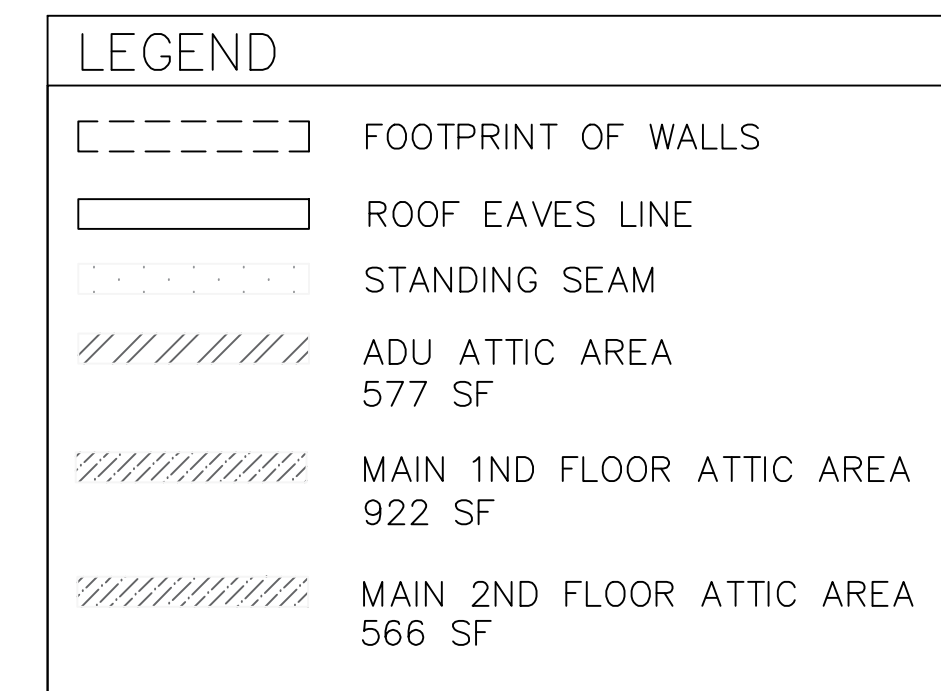 LEGEND
FOOTPRINT OF WALLS
ROOF EAVES LINE
STANDING SEAM
ADU ATTIC AREA
577 SF
MAIN 1ND FLOOR ATTIC AREA
922 SF
MAIN 2ND FLOOR ATTIC AREA
566 SF